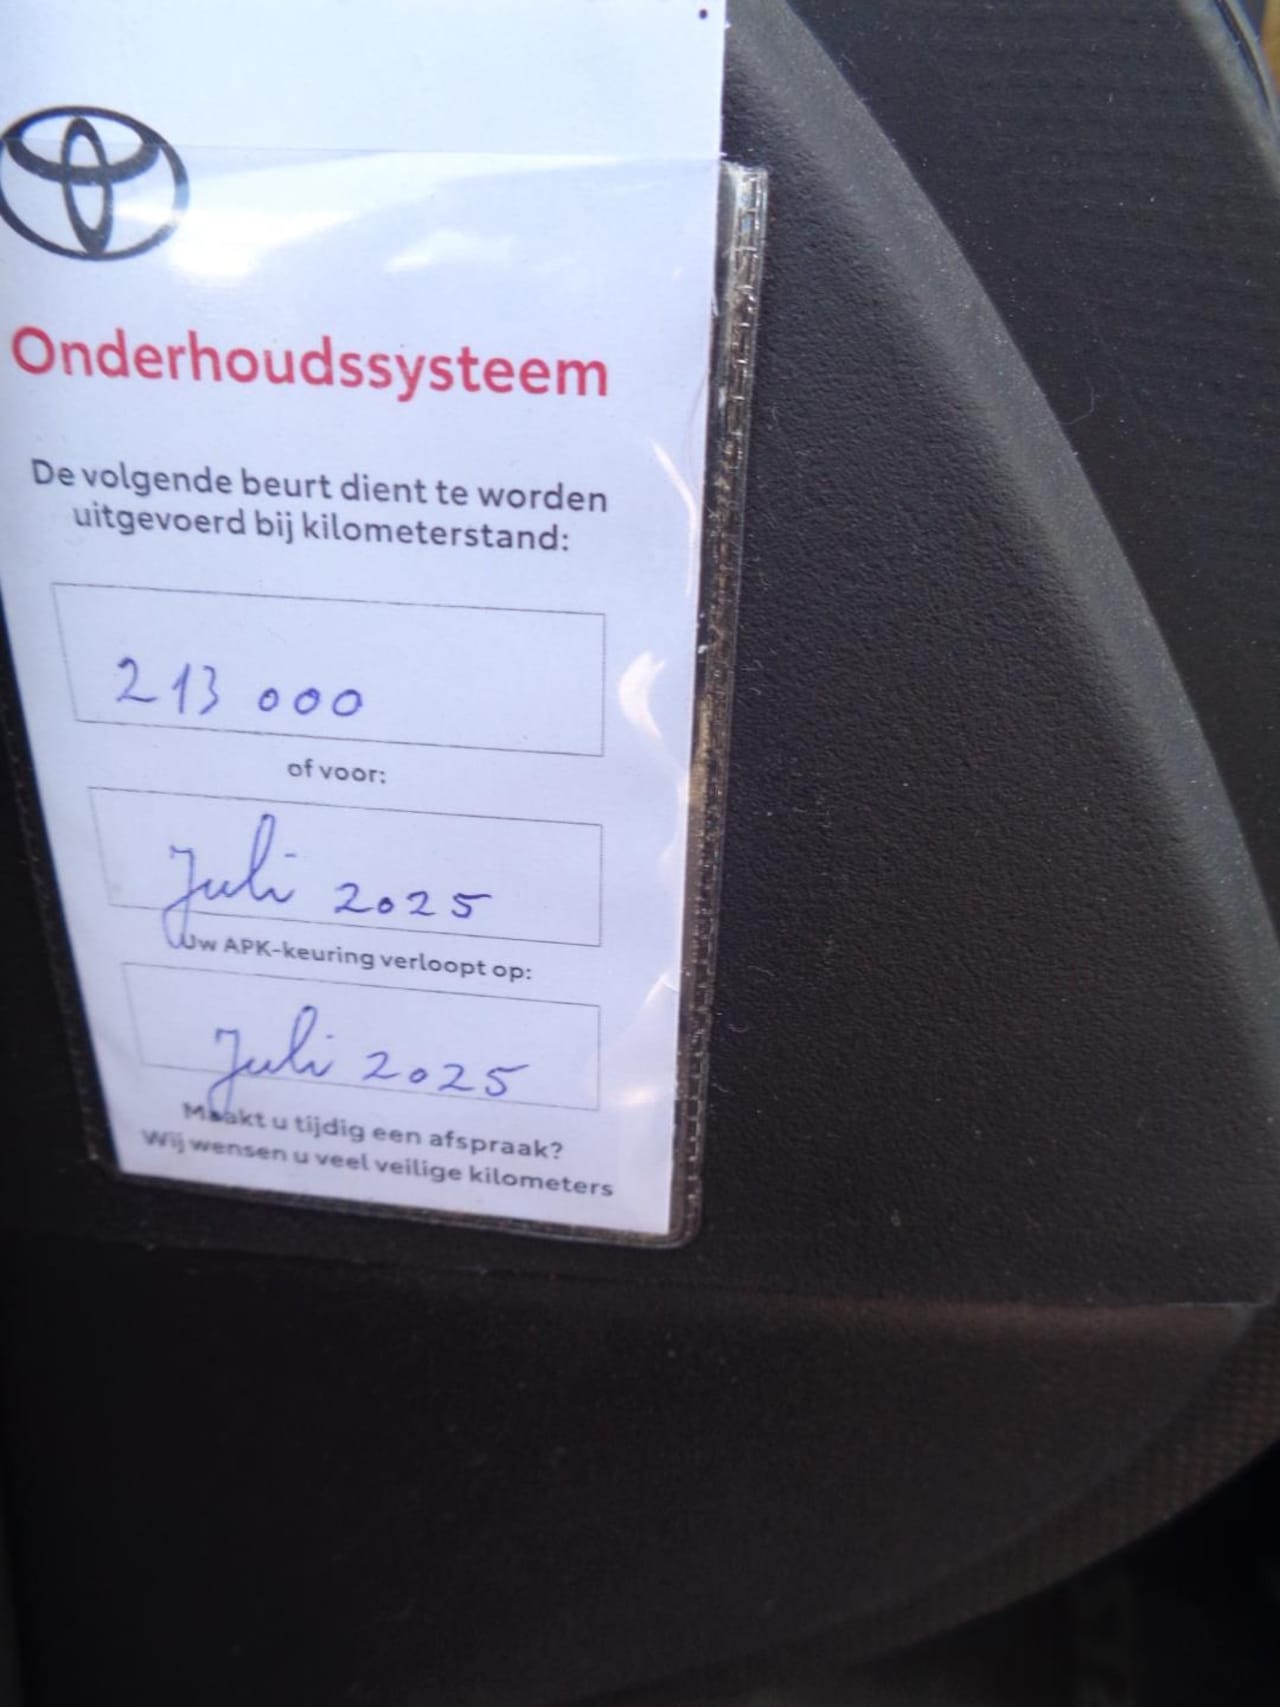 Onderhoudssysteem
De volgende beurt dient te worden
uitgevoerd bij kilometerstand:
213 000
of voor:
Juli 2025
Uw APK-keuring verloopt op:
Juli 2025
Maakt u tijdig een afspraak?
Wij wensen u veel veilige kilometers